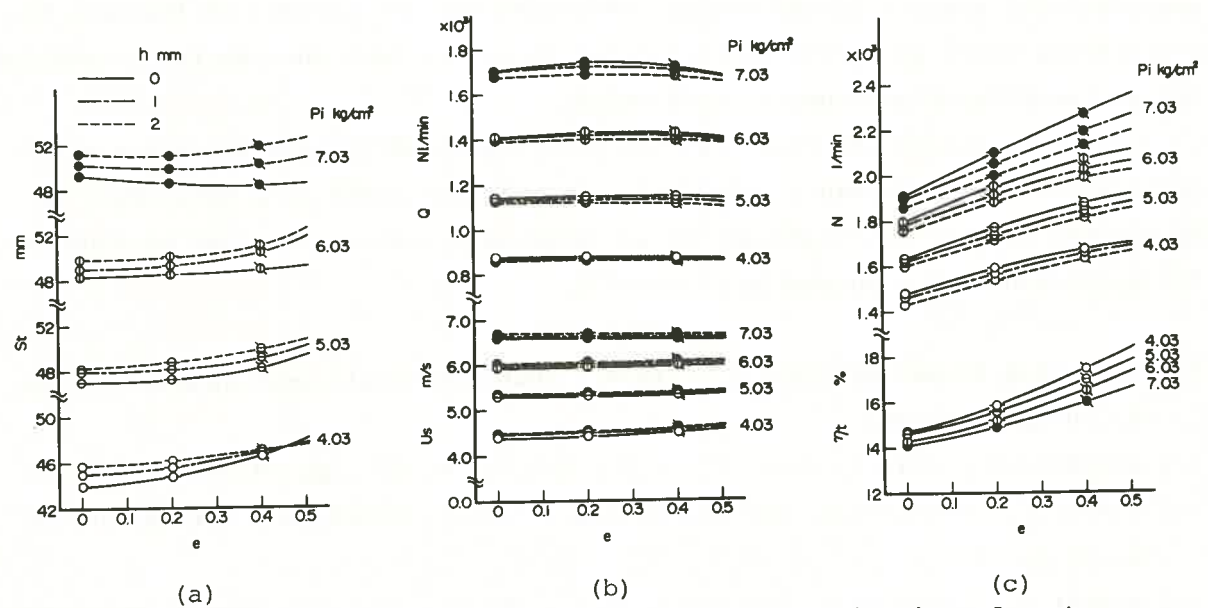 h mm
0
1
2
Pi kg/cm²
52
48
7.03
52
48
6.03
mm
52
48
5.03
St
50
46
42
4.03
0 0.1 0.2 0.3 0.4 0.5
e
(a)
×10³
Pi kg/cm²
1.8
1.6
1.4
1.2
1.0
0.8
7.03
6.03
5.03
4.03
Nl/min
Q
7.0
6.0
5.0
4.0
0.0
7.03
6.03
5.03
4.03
m/s
Us
0 0.1 0.2 0.3 0.4 0.5
e
(b)
×10³
Pi kg/cm²
2.4
2.2
2.0
1.8
1.6
1.4
7.03
6.03
5.03
4.03
1/min
N
18
16
14
12
4.03
5.03
6.03
7.03
%
ηt
0 0.1 0.2 0.3 0.4 0.5
e
(c)